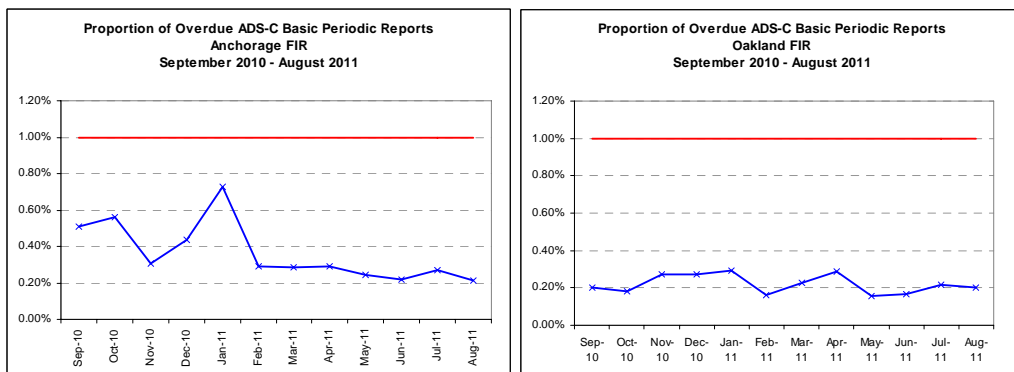 Proportion of Overdue ADS-C Basic Periodic Reports
Anchorage FIR
September 2010 - August 2011
1.20%
1.00%
0.80%
0.60%
0.40%
0.20%
0.00%
Sep-10
Oct-10
Nov-10
Dec-10
Jan-11
Feb-11
Mar-11
Apr-11
May-11
Jun-11
Jul-11
Aug-11
Proportion of Overdue ADS-C Basic Periodic Reports
Oakland FIR
September 2010 - August 2011
1.20%
1.00%
0.80%
0.60%
0.40%
0.20%
0.00%
Sep- Oct- Nov- Dec- Jan- Feb- Mar- Apr- May- Jun- Jul- Aug-
10 10 10 10 11 11 11 11 11 11 11 11